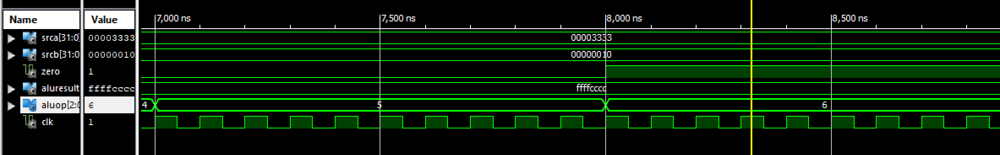 Name Value 7,000 ns 7,500 ns 8,000 ns 8,500 ns
srca[31:0] 00003333 00003333
srcb[31:0 00000010 00000010
zero 1
aluresult ffffcccc ffffcccc
aluop[2:0 6 4 5 6
clk 1